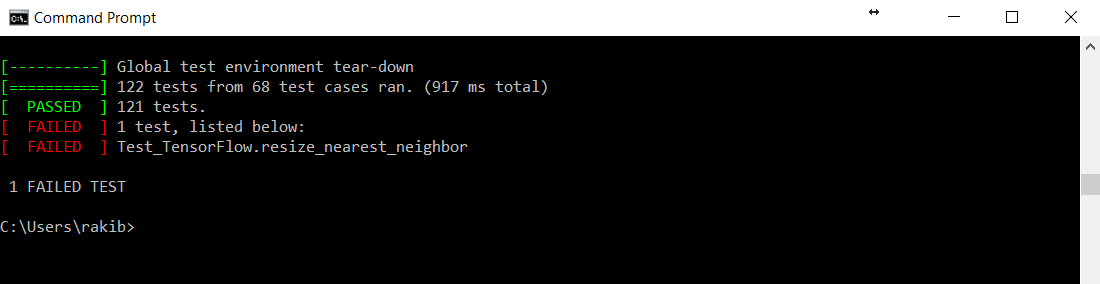 Command Prompt
[----------] Global test environment tear-down
[==========] 122 tests from 68 test cases ran. (917 ms total)
[  PASSED  ] 121 tests.
[  FAILED  ] 1 test, listed below:
[  FAILED  ] Test_TensorFlow.resize_nearest_neighbor
 1 FAILED TEST
C:\Users\rakib>